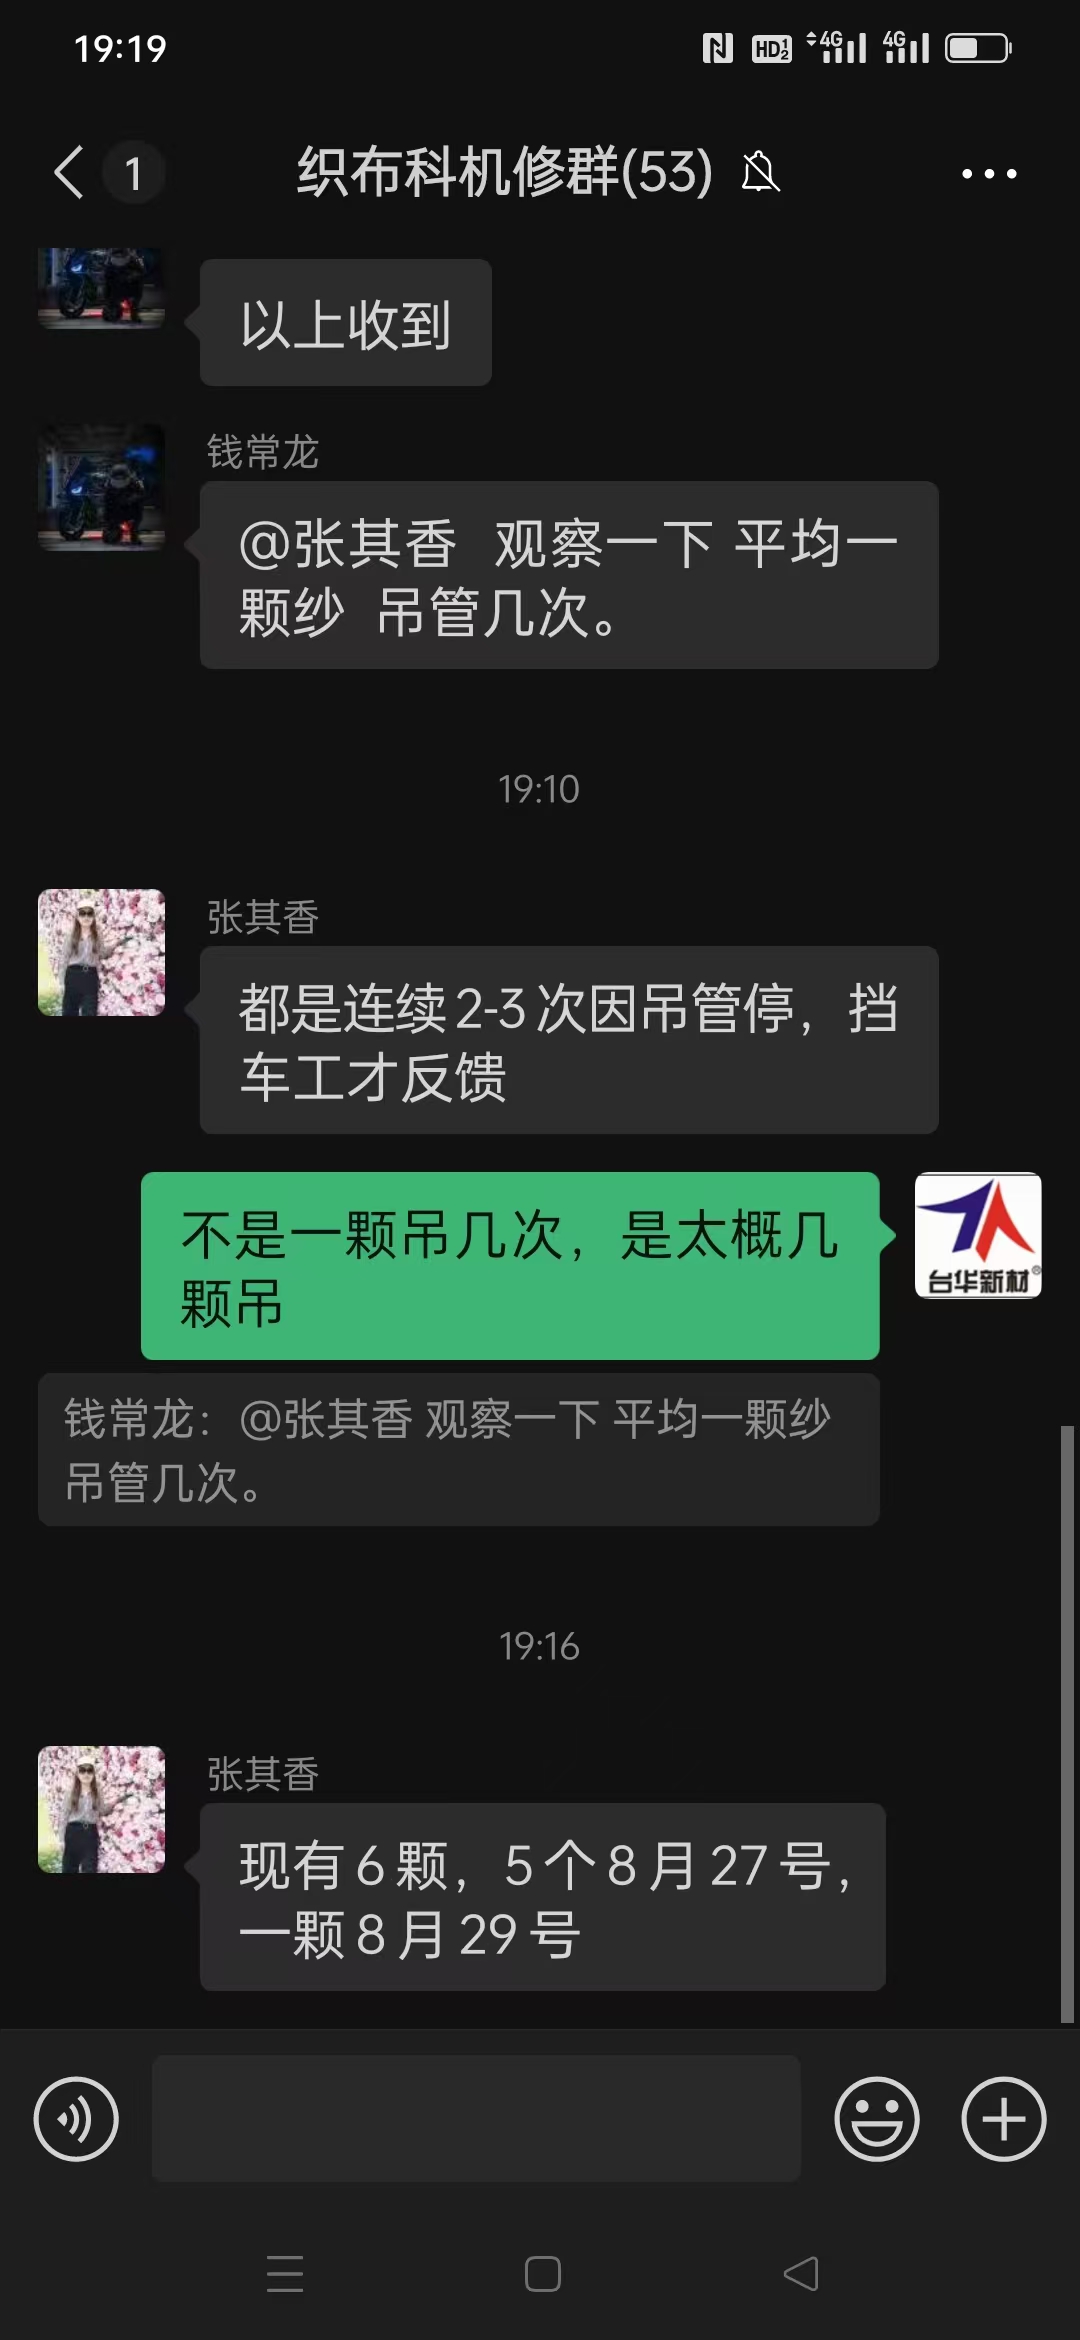 19:19
HD12
4G
4G
1
织布科机修群(53)
以上收到
钱常龙
@张其香 观察一下 平均一
颗纱 吊管几次。
19:10
张其香
都是连续2-3次因吊管停，挡
车工才反馈
不是一颗吊几次，是太概几
颗吊
台华新材®
钱常龙：@张其香 观察一下 平均一颗纱
吊管几次。
19:16
张其香
现有6颗，5个8月27号，
一颗8月29号